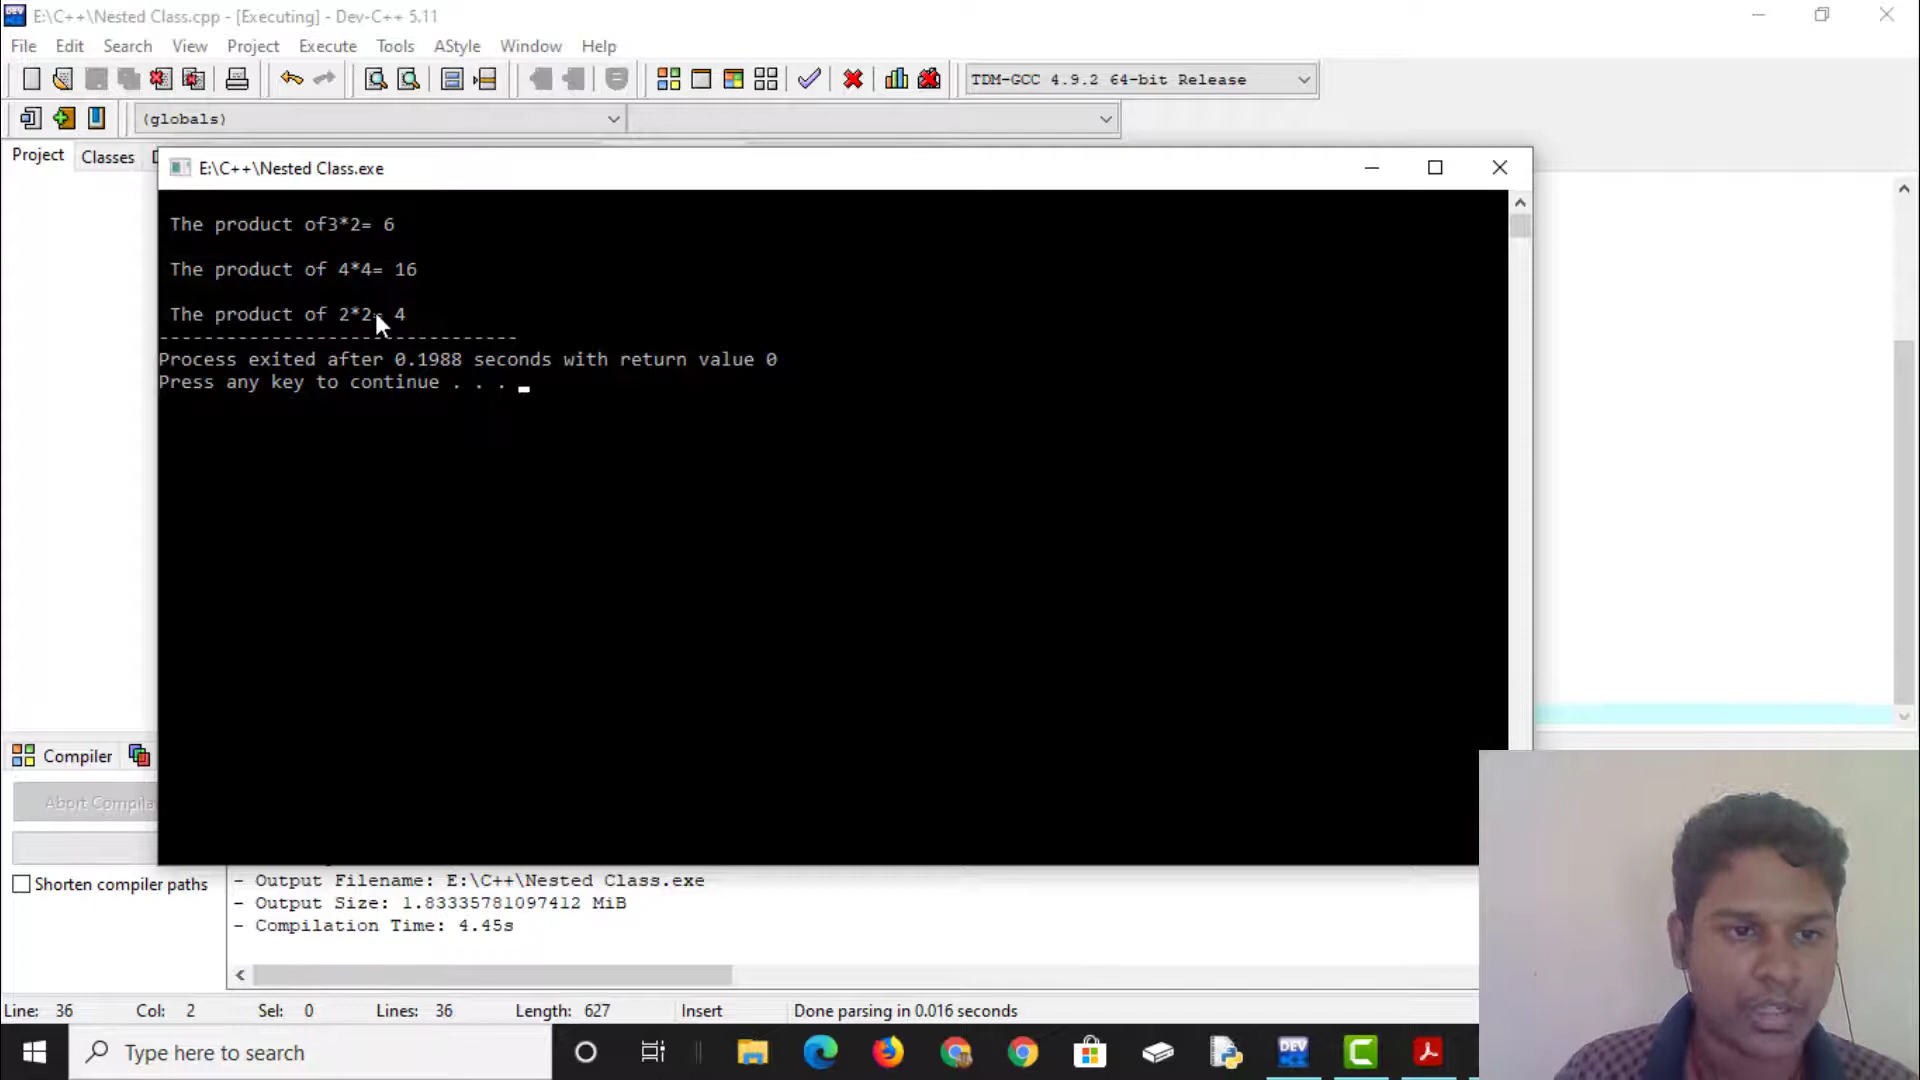 E:\C++\Nested Class.cpp - [Executing] - Dev-C++ 5.11
File Edit Search View Project Execute Tools AStyle Window Help
TDM-GCC 4.9.2 64-bit Release
(globals)
Project Classes D
E:\C++\Nested Class.exe
The product of3*2= 6
The product of 4*4= 16
The product of 2*2= 4
--------------------------------
Process exited after 0.1988 seconds with return value 0
Press any key to continue . . .
Compiler
Abort Compila
Shorten compiler paths
- Output Filename: E:\C++\Nested Class.exe
- Output Size: 1.83335781097412 MiB
- Compilation Time: 4.45s
Line: 36 Col: 2 Sel: 0 Lines: 36 Length: 627 Insert Done parsing in 0.016 seconds
Type here to search
DEV